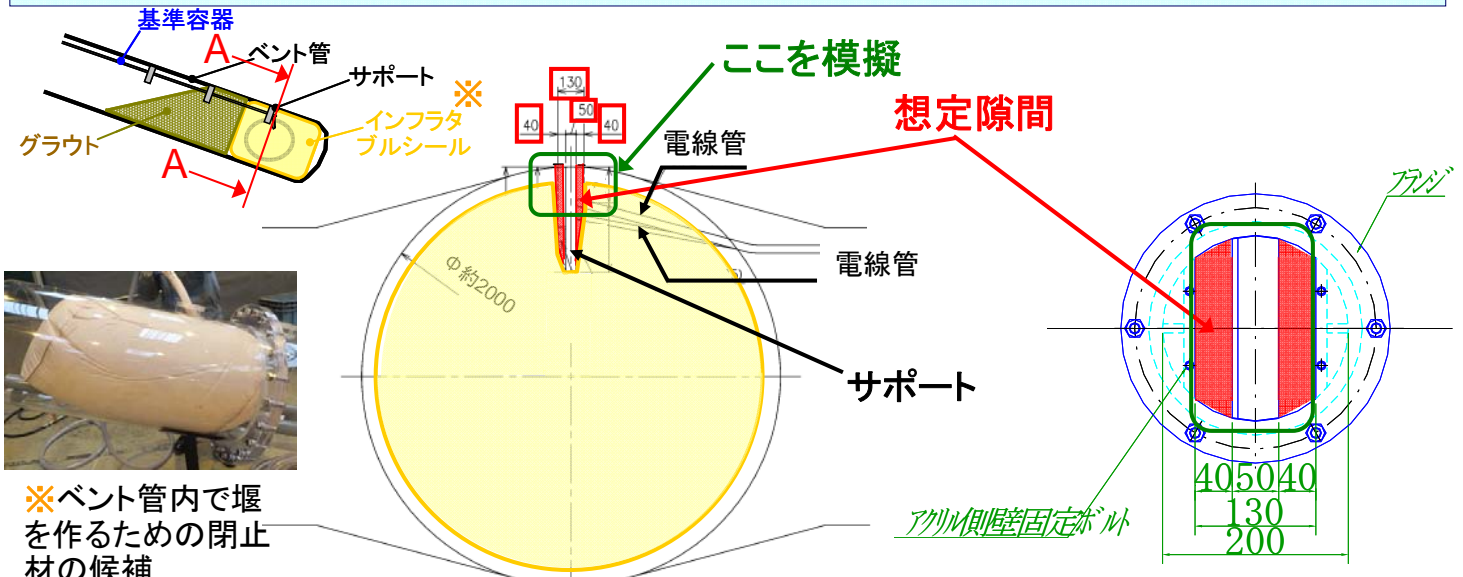 基準容器
A
ベント管
サポート
※
インフラタ
ブルシール
グラウト
A
ここを模擬
130
50
40
40
電線管
想定隙間
電線管
Φ約2000
サポート
フランジ
40 50 40
130
200
アクリル側壁固定ボルト
※ベント管内で堰
を作るための閉止
材の候補